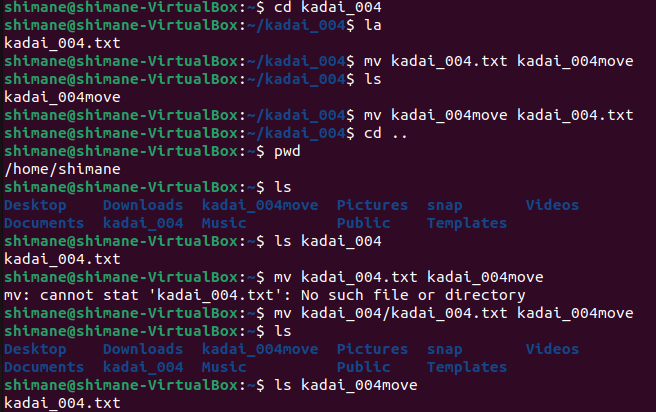 shimane@shimane-VirtualBox:~$ cd kadai_004
shimane@shimane-VirtualBox:~/kadai_004$ la
kadai_004.txt
shimane@shimane-VirtualBox:~/kadai_004$ mv kadai_004.txt kadai_004move
shimane@shimane-VirtualBox:~/kadai_004$ ls
kadai_004move
shimane@shimane-VirtualBox:~/kadai_004$ mv kadai_004move kadai_004.txt
shimane@shimane-VirtualBox:~/kadai_004$ cd ..
shimane@shimane-VirtualBox:~$ pwd
/home/shimane
shimane@shimane-VirtualBox:~$ ls
Desktop    Downloads  kadai_004move  Pictures  snap       Videos
Documents  kadai_004  Music          Public    Templates
shimane@shimane-VirtualBox:~$ ls kadai_004
kadai_004.txt
shimane@shimane-VirtualBox:~$ mv kadai_004.txt kadai_004move
mv: cannot stat 'kadai_004.txt': No such file or directory
shimane@shimane-VirtualBox:~$ mv kadai_004/kadai_004.txt kadai_004move
shimane@shimane-VirtualBox:~$ ls
Desktop    Downloads  kadai_004move  Pictures  snap       Videos
Documents  kadai_004  Music          Public    Templates
shimane@shimane-VirtualBox:~$ ls kadai_004move
kadai_004.txt